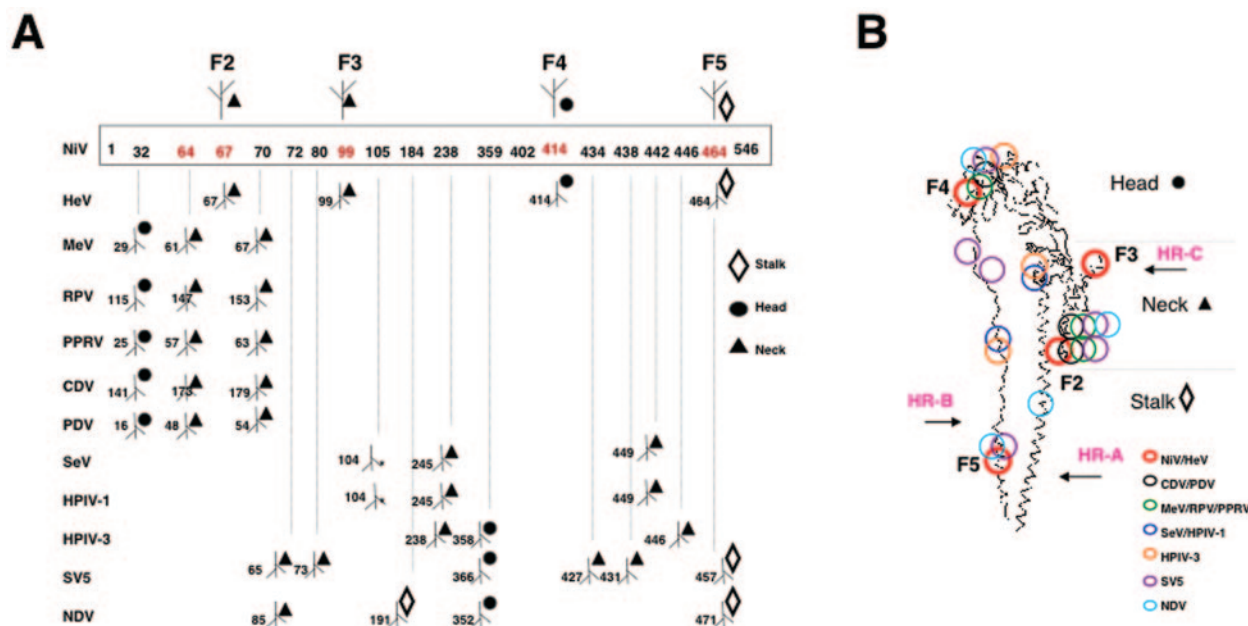 A
B
F2 F3 F4 F5
NiV 1 32 64 67 70 72 80 99 105 184 238 359 402 414 434 438 442 446 464 546
HeV 67 99 414 464
MeV 29 61 67
RPV 115 147 153
PPRV 25 57 63
CDV 141 173 179
PDV 16 48 54
SeV 104 245 449
HPIV-1 104 245 449
HPIV-3 238 358 446
SV5 65 73 366 427 431 457
NDV 85 191 352 471
Stalk
Head
Neck
F4
Head
F3
HR-C
Neck
F2
Stalk
HR-B
F5
HR-A
NiV/HeV
CDV/PDV
MeV/RPV/PPRV
SeV/HPIV-1
HPIV-3
SV5
NDV